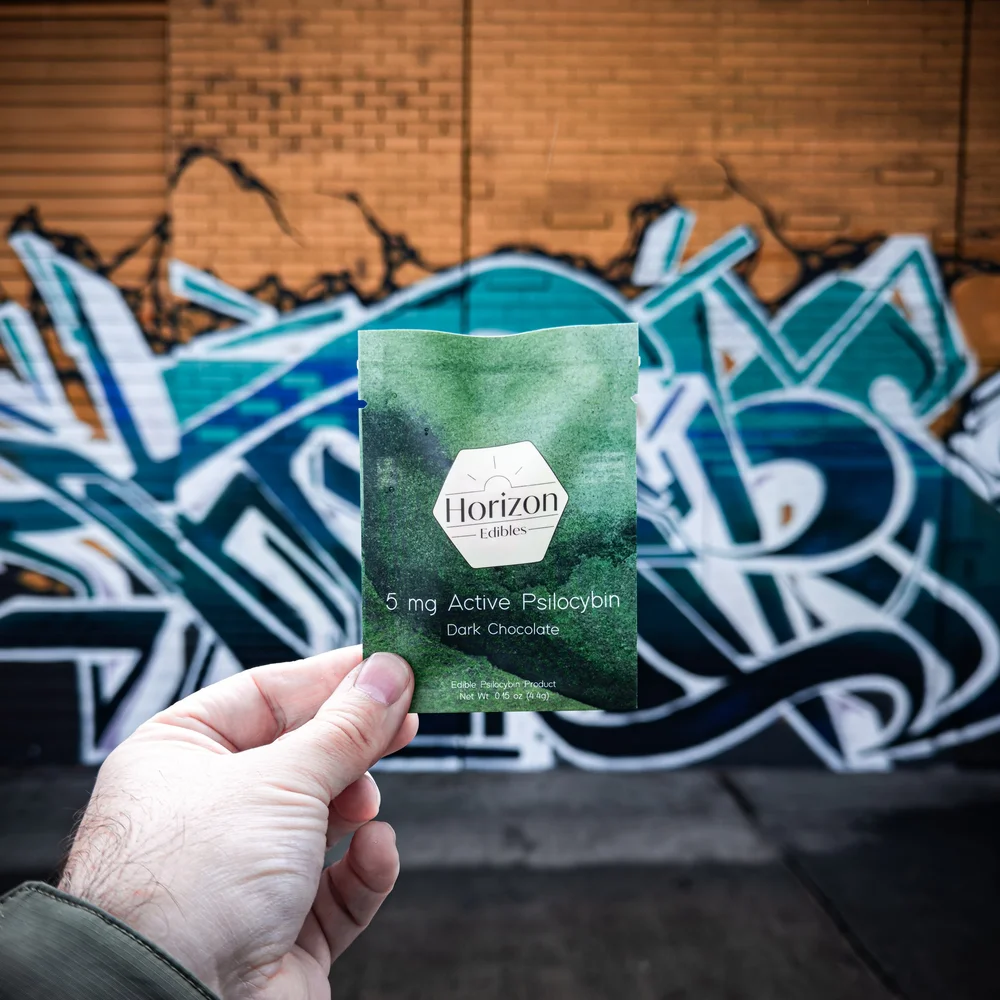 Horizon
Edibles
5 mg Active Psilocybin
Dark Chocolate
Edible Psilocybin Product
Net Wt 0.15 oz (4.4g)